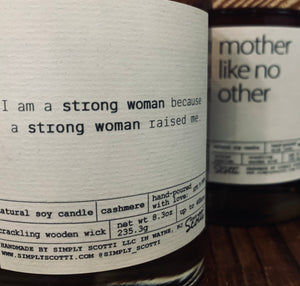 I am a strong woman because
a strong woman raised me.
natural soy candle
cashmere
hand-poured
with love:
crackling wooden wick
net wt 8.3oz
235.3g
up to
HANDMADE BY SIMPLY SCOTTI LLC IN WAYNE, NJ
WWW.SIMPLYSCOTTI.COM @SIMPLY_SCOTTI
mother
like no
other